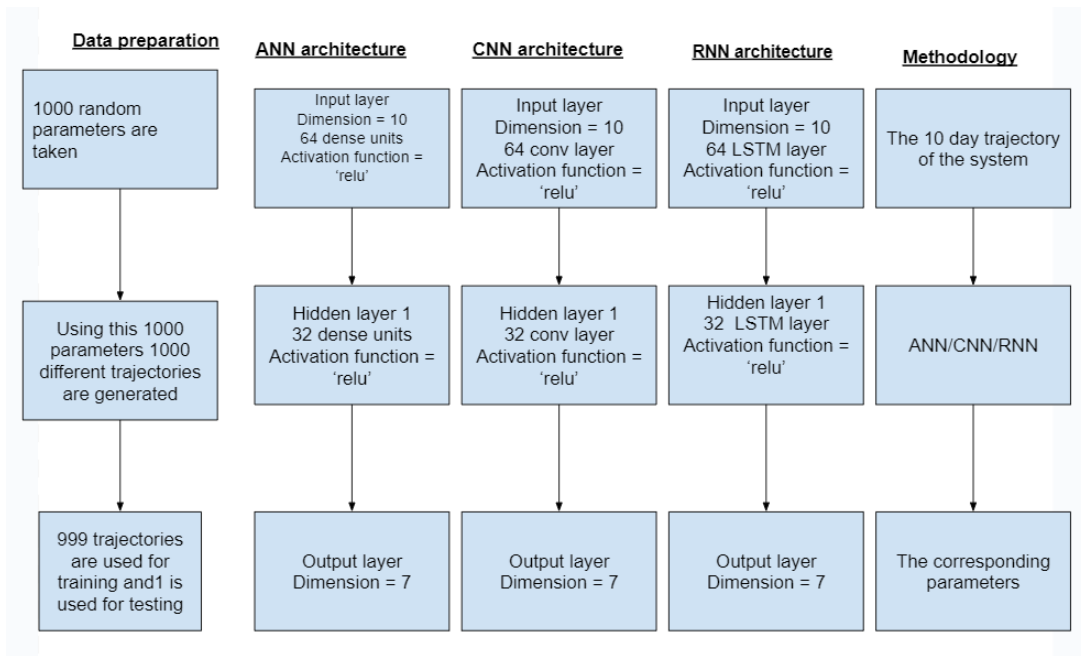 Data preparation
1000 random
parameters are
taken
Using this 1000
parameters 1000
different trajectories
are generated
999 trajectories
are used for
training and1 is
used for testing
ANN architecture
Input layer
Dimension = 10
64 dense units
Activation function =
‘relu’
Hidden layer 1
32 dense units
Activation function =
‘relu’
Output layer
Dimension = 7
CNN architecture
Input layer
Dimension = 10
64 conv layer
Activation function =
‘relu’
Hidden layer 1
32 conv layer
Activation function =
‘relu’
Output layer
Dimension = 7
RNN architecture
Input layer
Dimension = 10
64 LSTM layer
Activation function =
‘relu’
Hidden layer 1
32 LSTM layer
Activation function =
‘relu’
Output layer
Dimension = 7
Methodology
The 10 day trajectory
of the system
ANN/CNN/RNN
The corresponding
parameters